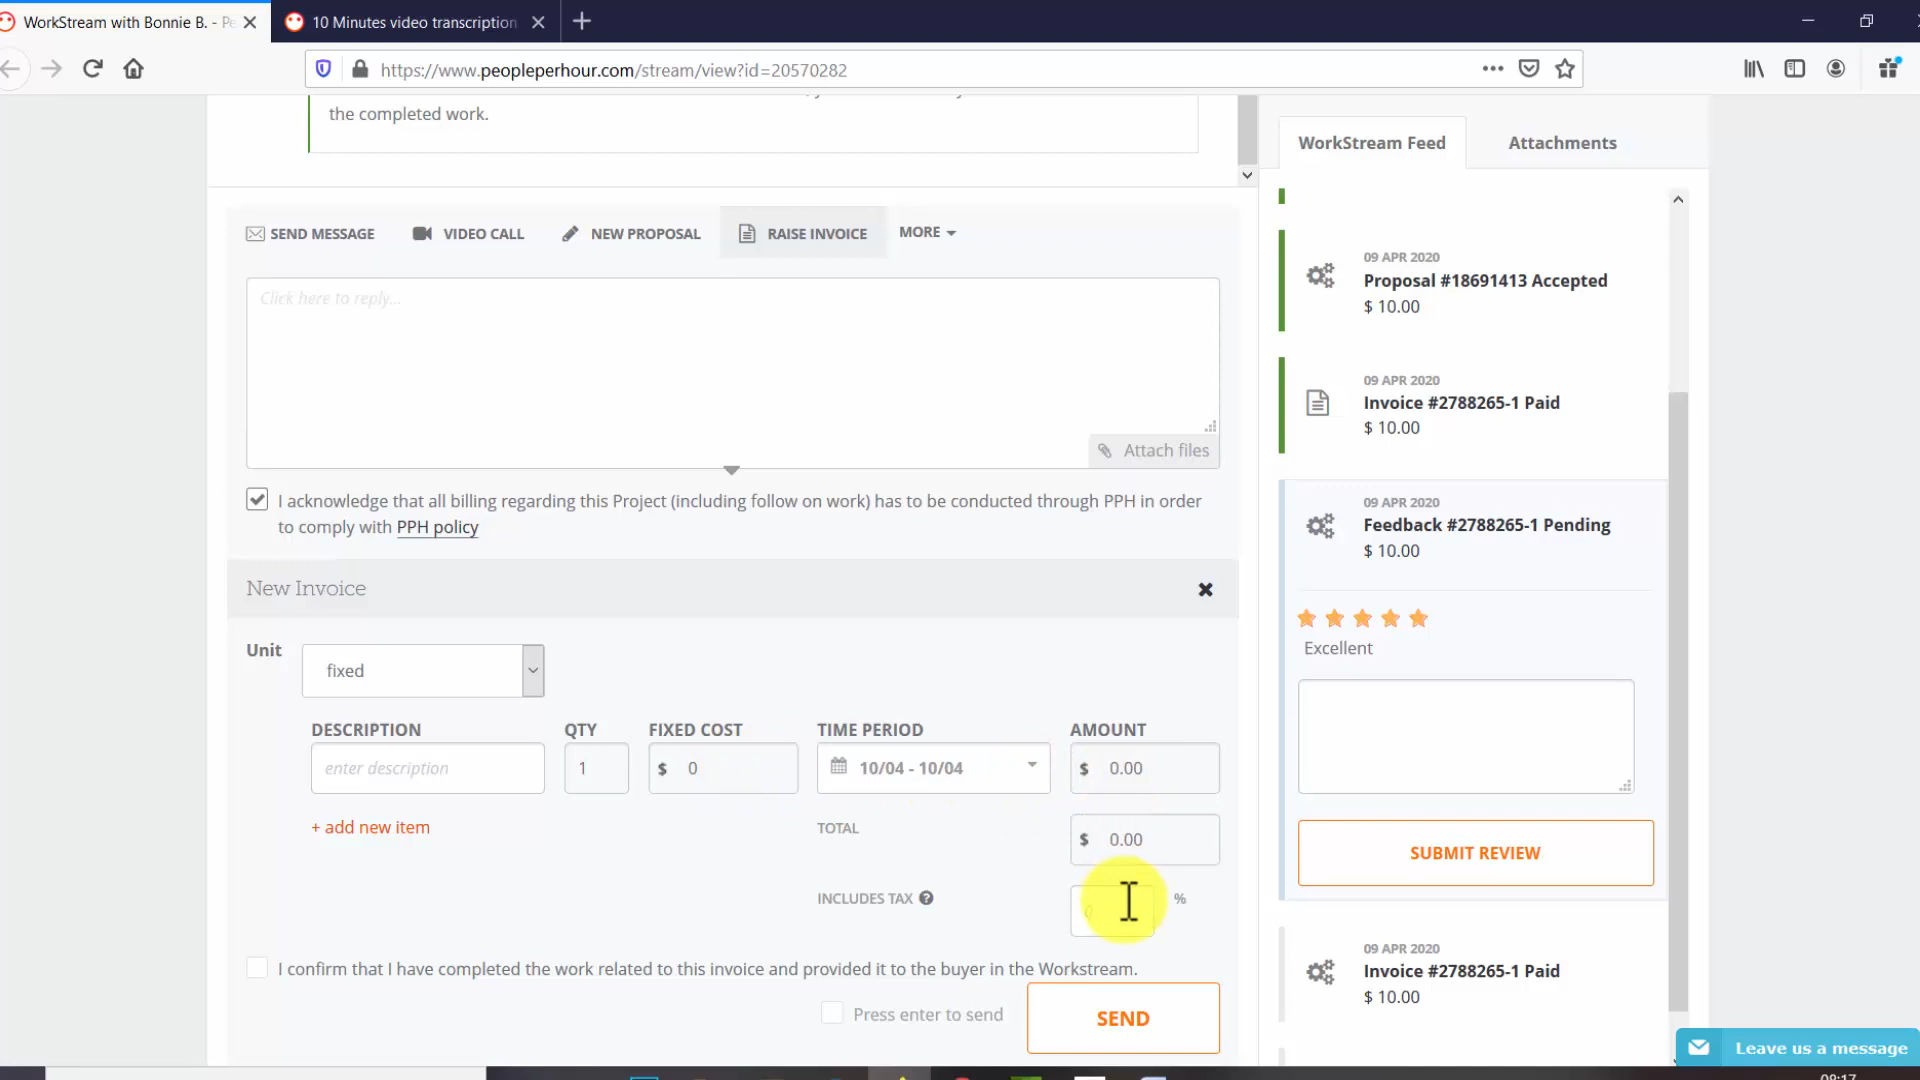 WorkStream with Bonnie B. - Pe
10 Minutes video transcription
https://www.peopleperhour.com/stream/view?id=20570282
the completed work.
WorkStream Feed
Attachments
SEND MESSAGE
VIDEO CALL
NEW PROPOSAL
RAISE INVOICE
MORE
Click here to reply...
Attach files
I acknowledge that all billing regarding this Project (including follow on work) has to be conducted through PPH in order
to comply with PPH policy
New Invoice
Unit
fixed
DESCRIPTION
QTY
FIXED COST
TIME PERIOD
AMOUNT
enter description
1
$ 0
10/04 - 10/04
$ 0.00
+ add new item
TOTAL
$ 0.00
INCLUDES TAX ?
0
%
I confirm that I have completed the work related to this invoice and provided it to the buyer in the Workstream.
Press enter to send
SEND
09 APR 2020
Proposal #18691413 Accepted
$ 10.00
09 APR 2020
Invoice #2788265-1 Paid
$ 10.00
09 APR 2020
Feedback #2788265-1 Pending
$ 10.00
Excellent
SUBMIT REVIEW
09 APR 2020
Invoice #2788265-1 Paid
$ 10.00
Leave us a message